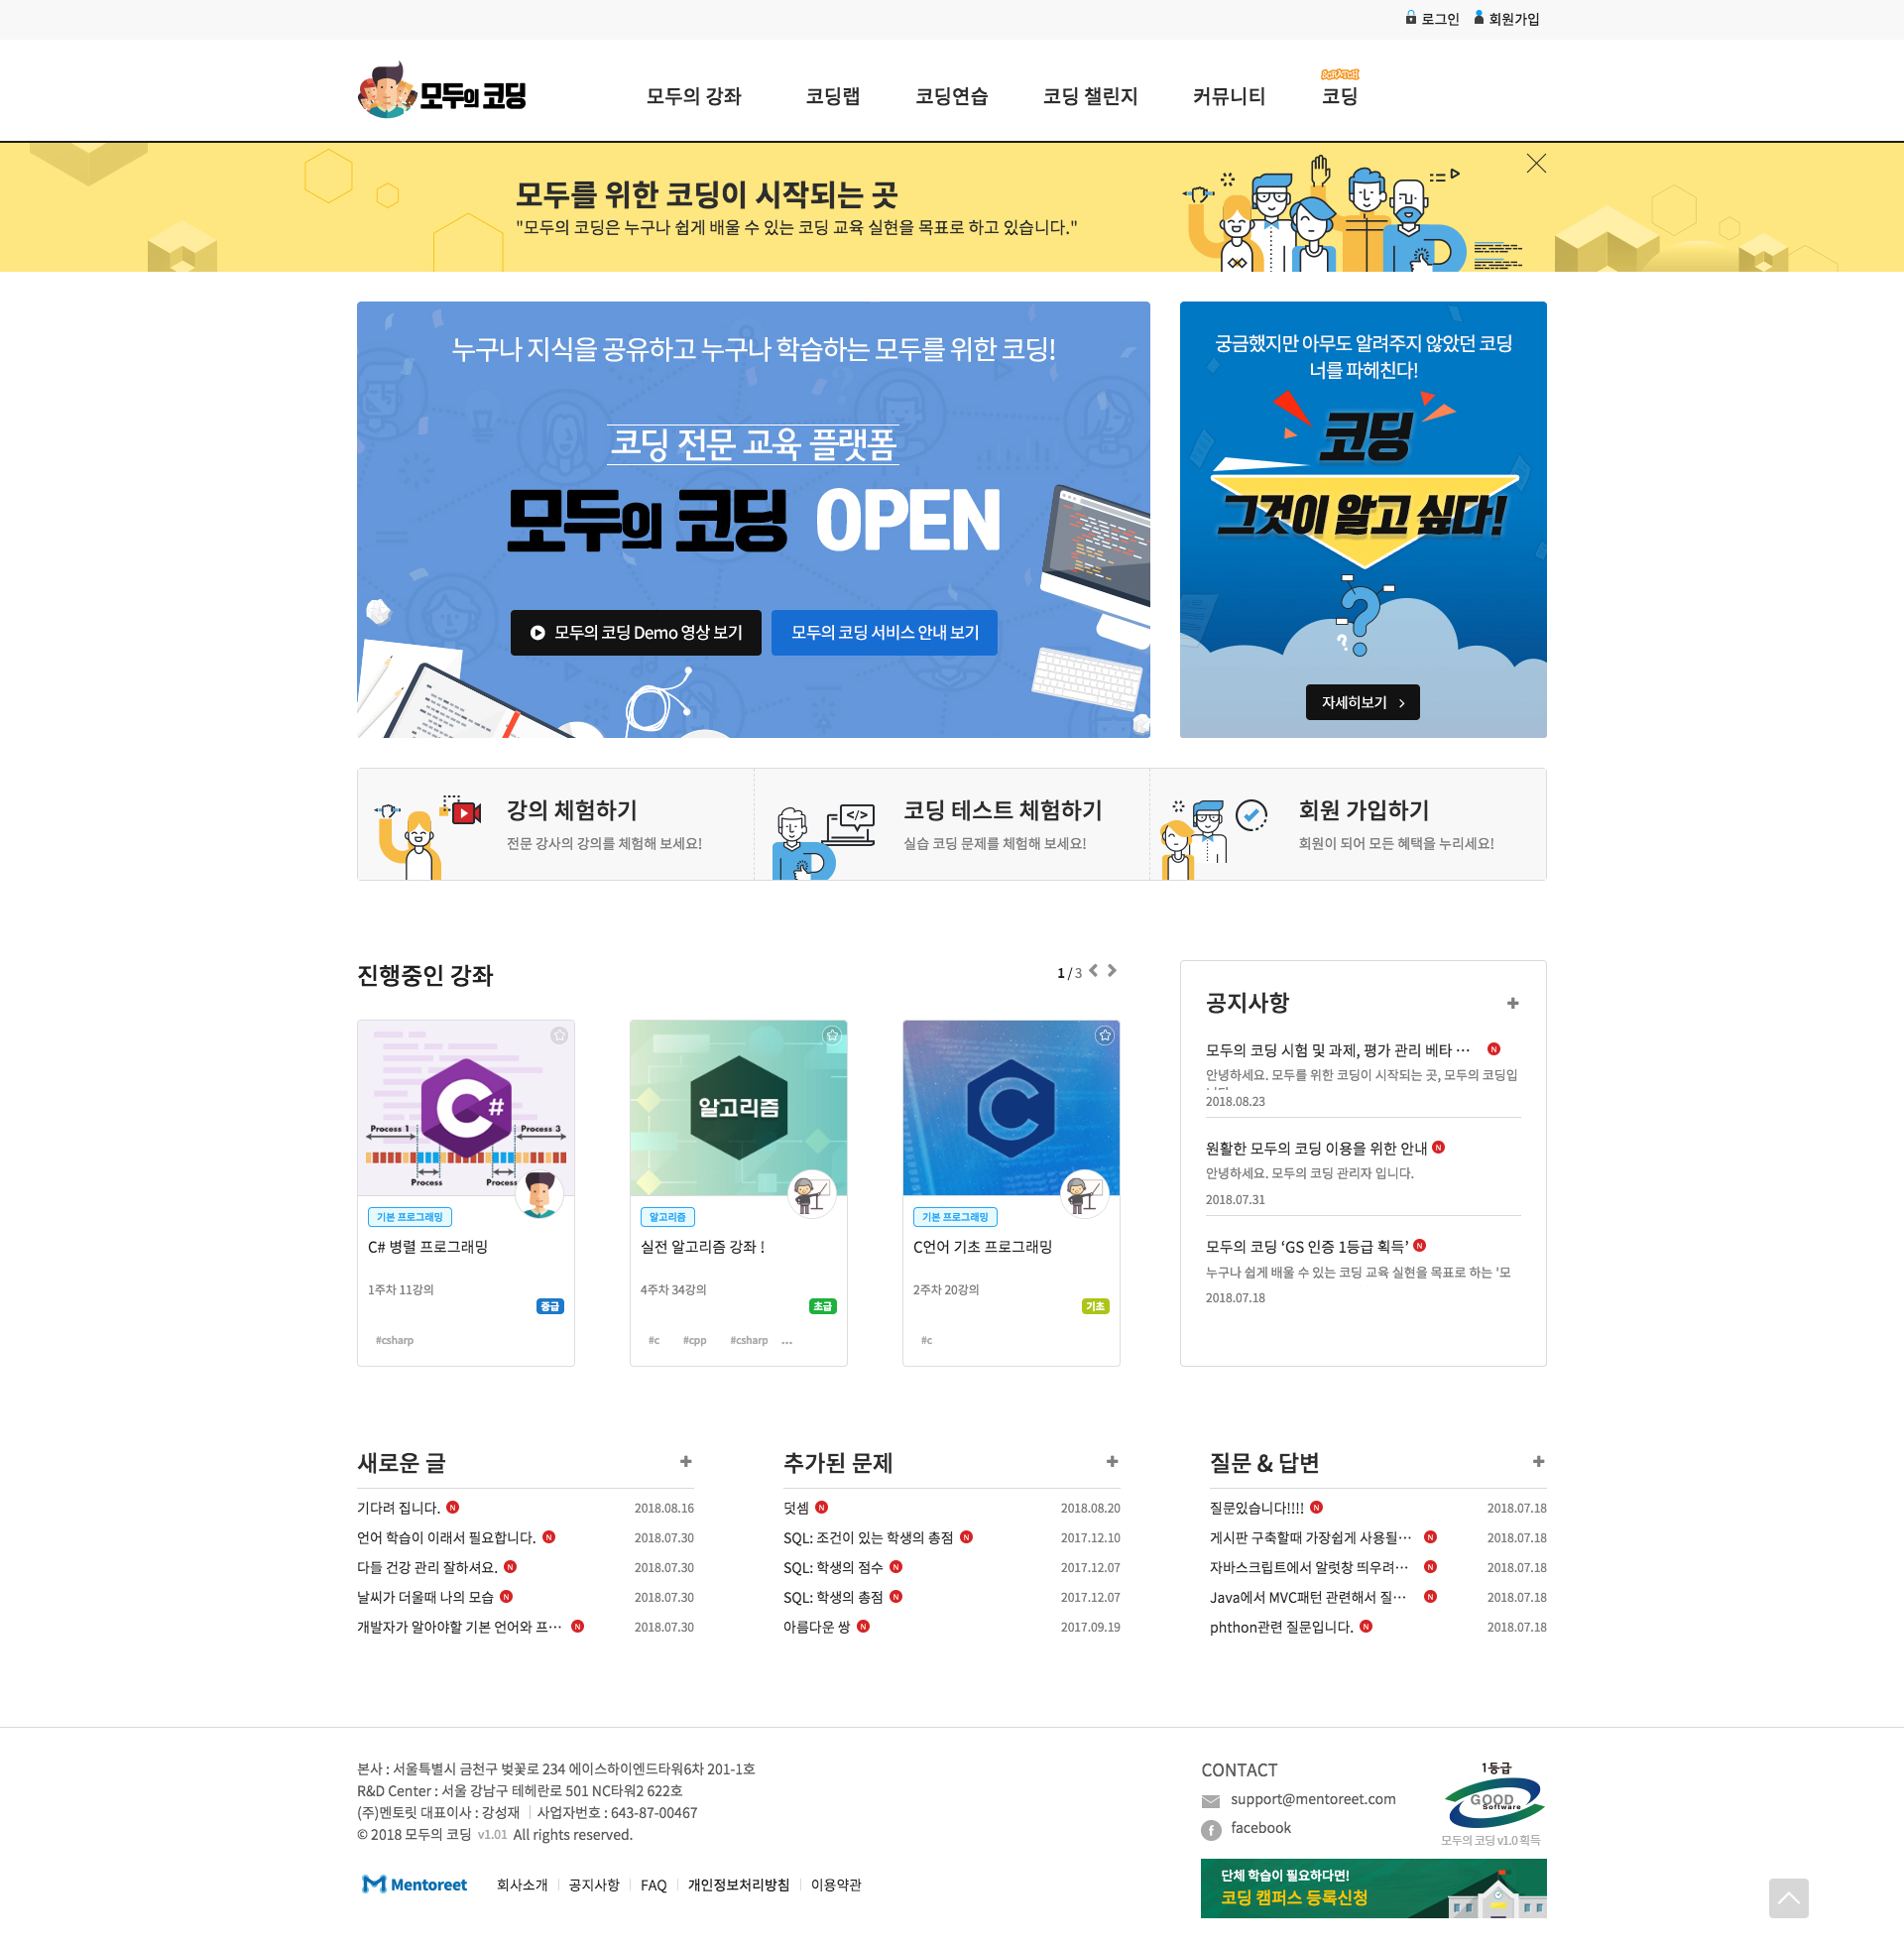 로그인 회원가입
모두의 코딩
모두의 강좌 코딩랩 코딩연습 코딩 챌린지 커뮤니티 SCRATCH 코딩
모두를 위한 코딩이 시작되는 곳
"모두의 코딩은 누구나 쉽게 배울 수 있는 코딩 교육 실현을 목표로 하고 있습니다."
누구나 지식을 공유하고 누구나 학습하는 모두를 위한 코딩!
코딩 전문 교육 플랫폼
모두의 코딩 OPEN
모두의 코딩 Demo 영상 보기 모두의 코딩 서비스 안내 보기
궁금했지만 아무도 알려주지 않았던 코딩
너를 파헤친다!
코딩
그것이 알고 싶다!
자세히보기
강의 체험하기
전문 강사의 강의를 체험해 보세요!
코딩 테스트 체험하기
실습 코딩 문제를 체험해 보세요!
회원 가입하기
회원이 되어 모든 혜택을 누리세요!
진행중인 강좌
1 / 3
C#
Process 1 Process 3
Process Process
기본 프로그래밍
C# 병렬 프로그래밍
1주차 11강의
중급
#csharp
알고리즘
알고리즘
실전 알고리즘 강좌 !
4주차 34강의
초급
#c #cpp #csharp ...
C
기본 프로그래밍
C언어 기초 프로그래밍
2주차 20강의
기초
#c
공지사항
모두의 코딩 시험 및 과제, 평가 관리 베타 … N
안녕하세요. 모두를 위한 코딩이 시작되는 곳, 모두의 코딩입
2018.08.23
원활한 모두의 코딩 이용을 위한 안내 N
안녕하세요. 모두의 코딩 관리자 입니다.
2018.07.31
모두의 코딩 ‘GS 인증 1등급 획득’ N
누구나 쉽게 배울 수 있는 코딩 교육 실현을 목표로 하는 '모
2018.07.18
새로운 글
기다려 집니다. N 2018.08.16
언어 학습이 이래서 필요합니다. N 2018.07.30
다들 건강 관리 잘하셔요. N 2018.07.30
날씨가 더울때 나의 모습 N 2018.07.30
개발자가 알아야할 기본 언어와 프… N 2018.07.30
추가된 문제
덧셈 N 2018.08.20
SQL: 조건이 있는 학생의 총점 N 2017.12.10
SQL: 학생의 점수 N 2017.12.07
SQL: 학생의 총점 N 2017.12.07
아름다운 쌍 N 2017.09.19
질문 & 답변
질문있습니다!!!! N 2018.07.18
게시판 구축할때 가장쉽게 사용될… N 2018.07.18
자바스크립트에서 알럿창 띄우려… N 2018.07.18
Java에서 MVC패턴 관련해서 질… N 2018.07.18
phthon관련 질문입니다. N 2018.07.18
본사 : 서울특별시 금천구 벚꽃로 234 에이스하이엔드타워6차 201-1호
R&D Center : 서울 강남구 테헤란로 501 NC타워2 622호
(주)멘토릿 대표이사 : 강성재 사업자번호 : 643-87-00467
© 2018 모두의 코딩 v1.01 All rights reserved.
Mentoreet 회사소개 공지사항 FAQ 개인정보처리방침 이용약관
CONTACT
support@mentoreet.com
facebook
1등급
GOOD
Software
모두의 코딩 v1.0 획득
단체 학습이 필요하다면!
코딩 캠퍼스 등록신청